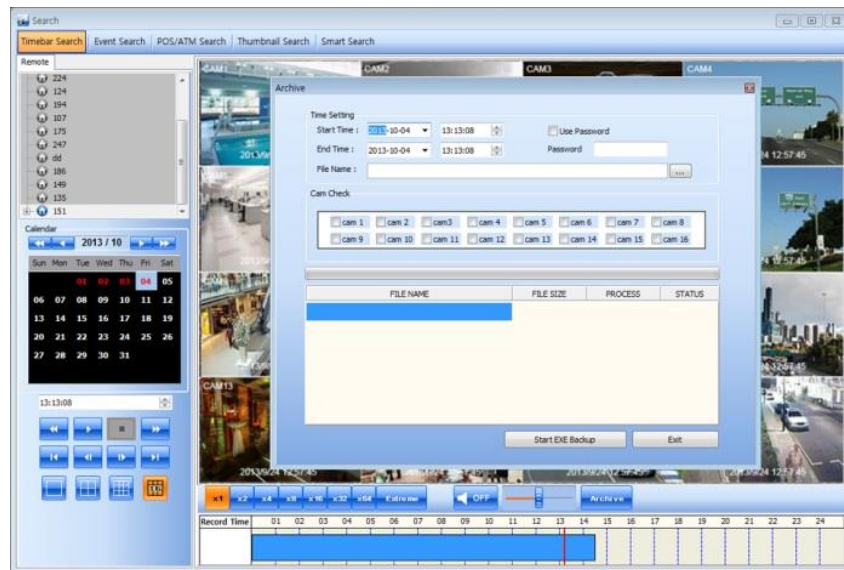 Search
Timebar Search Event Search POS/ATM Search Thumbnail Search Smart Search
Remote
224
124
194
107
175
247
dd
186
149
135
151
Calendar
2013 / 10
Sun Mon Tue Wed Thu Fri Sat
01 02 03 04 05
06 07 08 09 10 11 12
13 14 15 16 17 18 19
20 21 22 23 24 25 26
27 28 29 30 31
13:13:08
CAM1 CAM2 CAM3 CAM4
Archive
Time Setting
Start Time : 2013-10-04 13:13:08 Use Password
End Time : 2013-10-04 13:13:08 Password
File Name : ...
Cam Check
cam 1 cam 2 cam3 cam 4 cam 5 cam 6 cam 7 cam 8
cam 9 cam 10 cam 11 cam 12 cam 13 cam 14 cam 15 cam 16
FILE NAME FILE SIZE PROCESS STATUS
Start EXE Backup Exit
12:57:45
CAM13
2013/9/24 12:57:45
x1 x2 x4 x8 x16 x32 x64 Extreme OFF Archive
Record Time 01 02 03 04 05 06 07 08 09 10 11 12 13 14 15 16 17 18 19 20 21 22 23 24